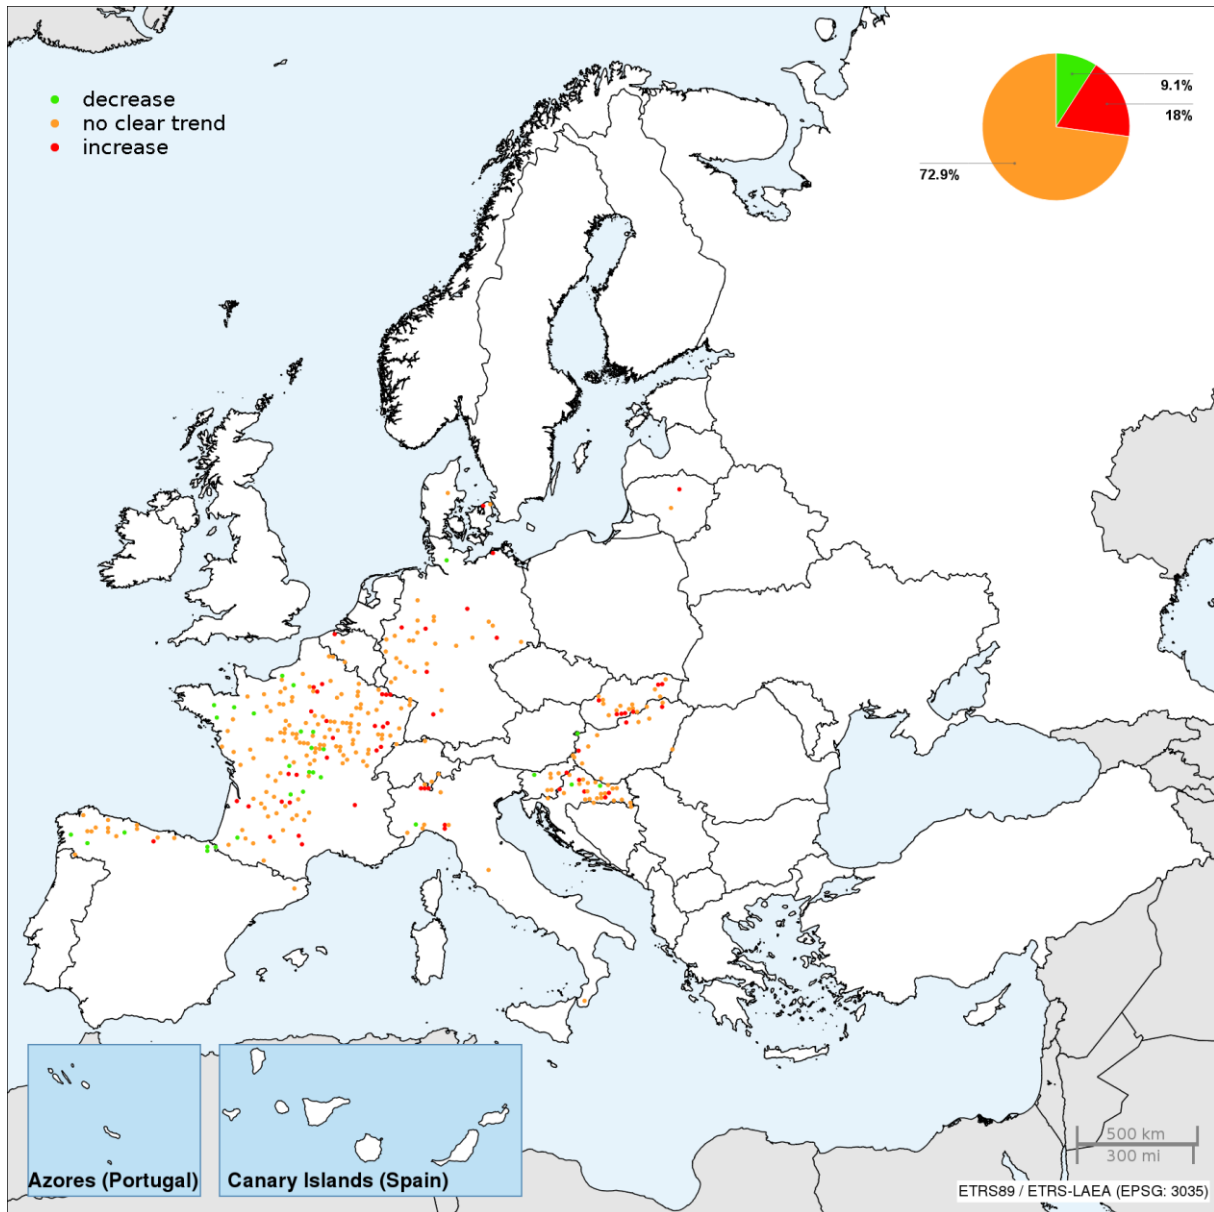 decrease
no clear trend
increase
9.1%
18%
72.9%
Azores (Portugal)
Canary Islands (Spain)
500 km
300 mi
ETRS89 / ETRS-LAEA (EPSG: 3035)